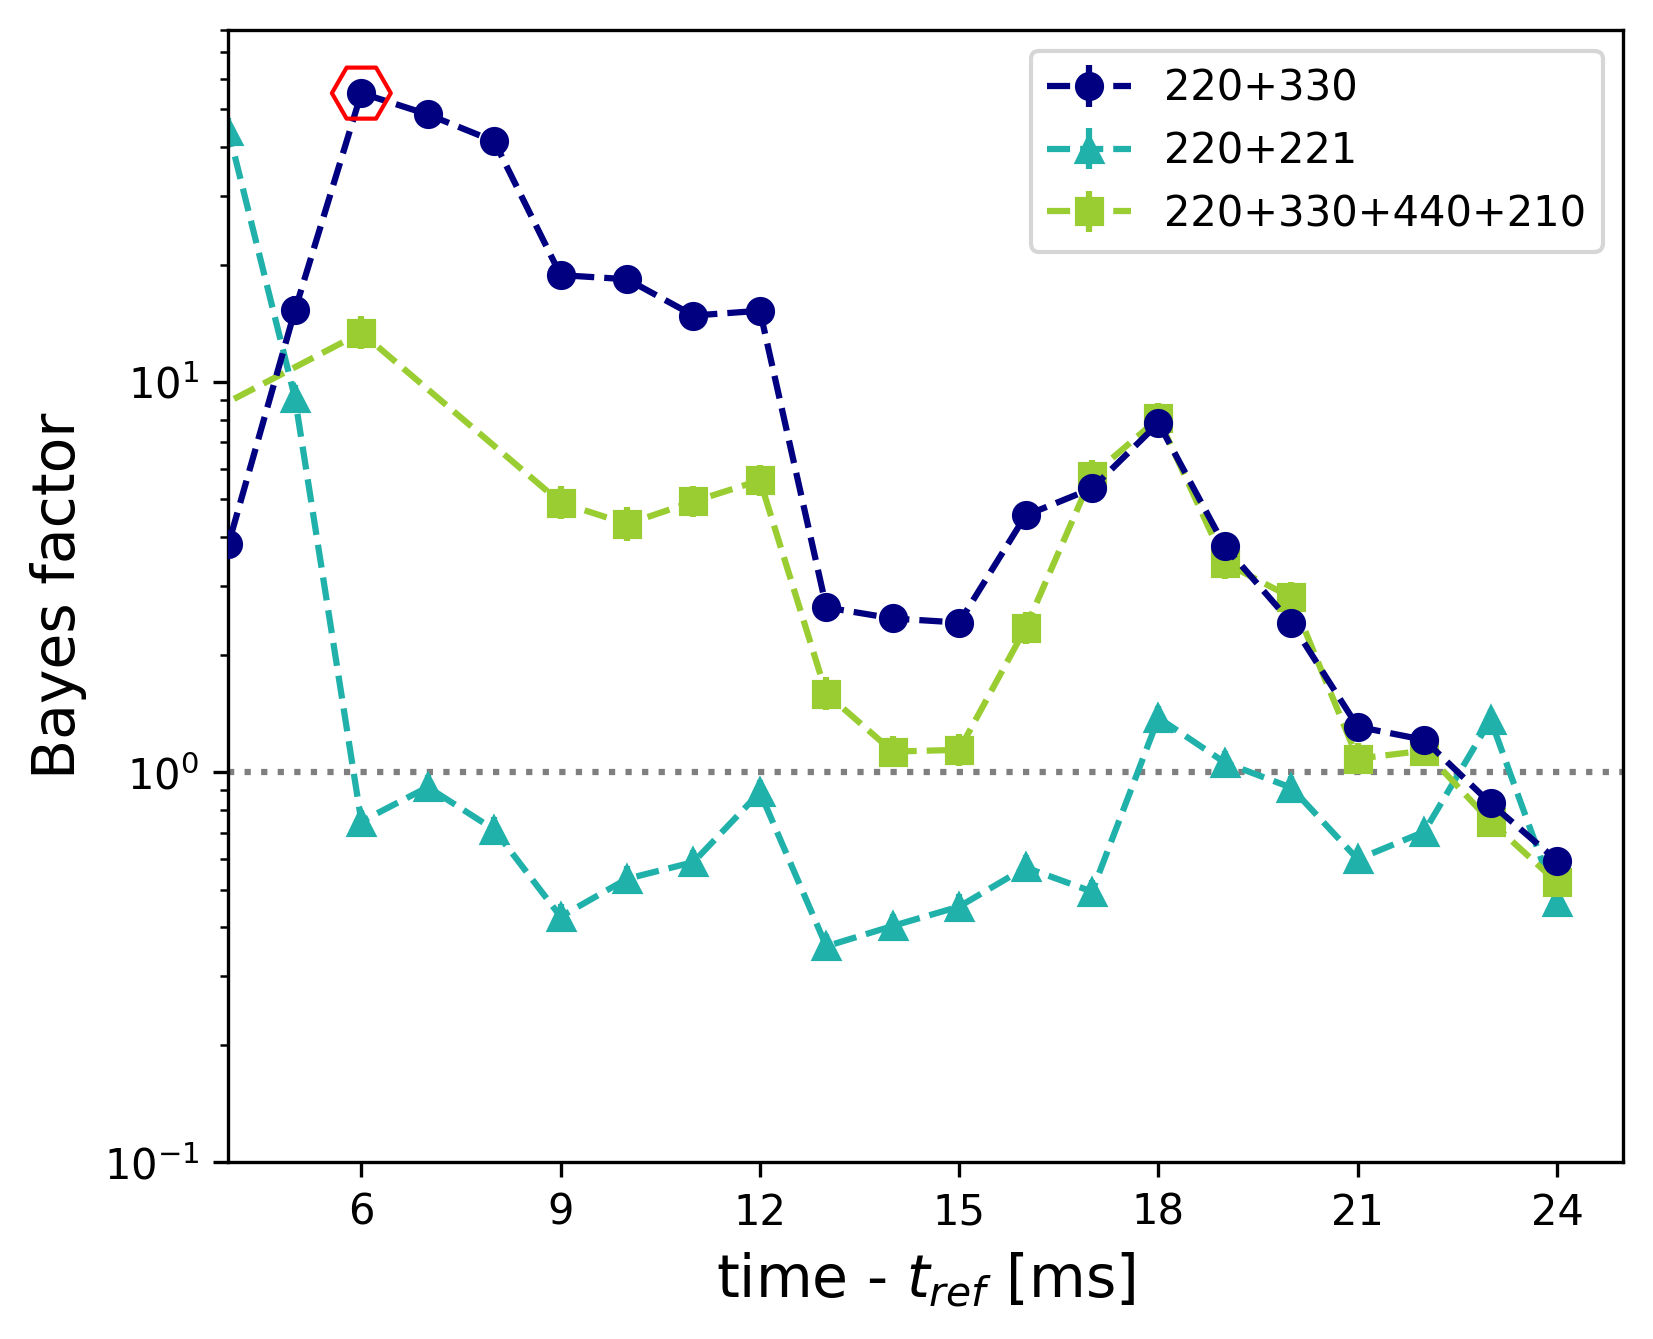 220+330
220+221
220+330+440+210
Bayes factor
10¹
10⁰
10⁻¹
6 9 12 15 18 21 24
time - t_ref [ms]